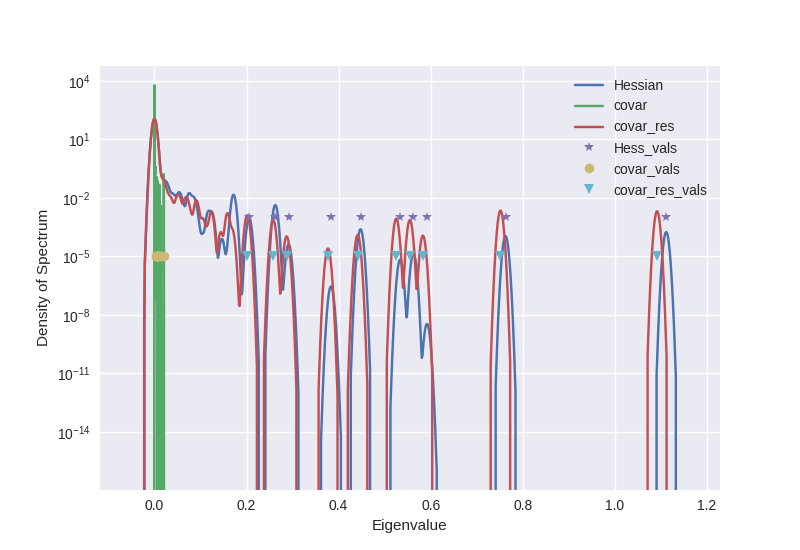 10^4
10^1
10^-2
10^-5
10^-8
10^-11
10^-14
Density of Spectrum
Hessian
covar
covar_res
Hess_vals
covar_vals
covar_res_vals
0.0 0.2 0.4 0.6 0.8 1.0 1.2
Eigenvalue